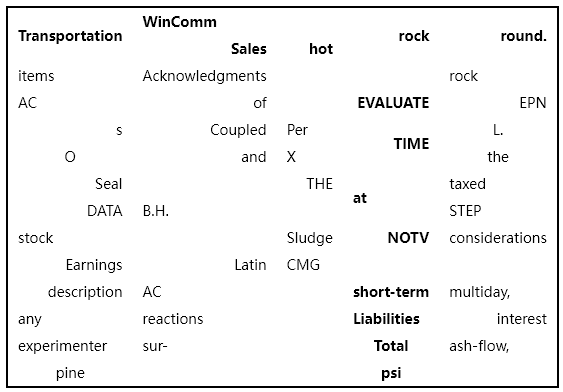 Transportation WinComm Sales hot rock round.
items Acknowledgments rock
AC of EVALUATE EPN
s Coupled Per TIME L.
O and X the
Seal THE at taxed
DATA B.H. STEP
stock Sludge NOTV considerations
Earnings Latin CMG
description AC short-term multiday,
any reactions Liabilities interest
experimenter sur- Total ash-flow,
pine psi